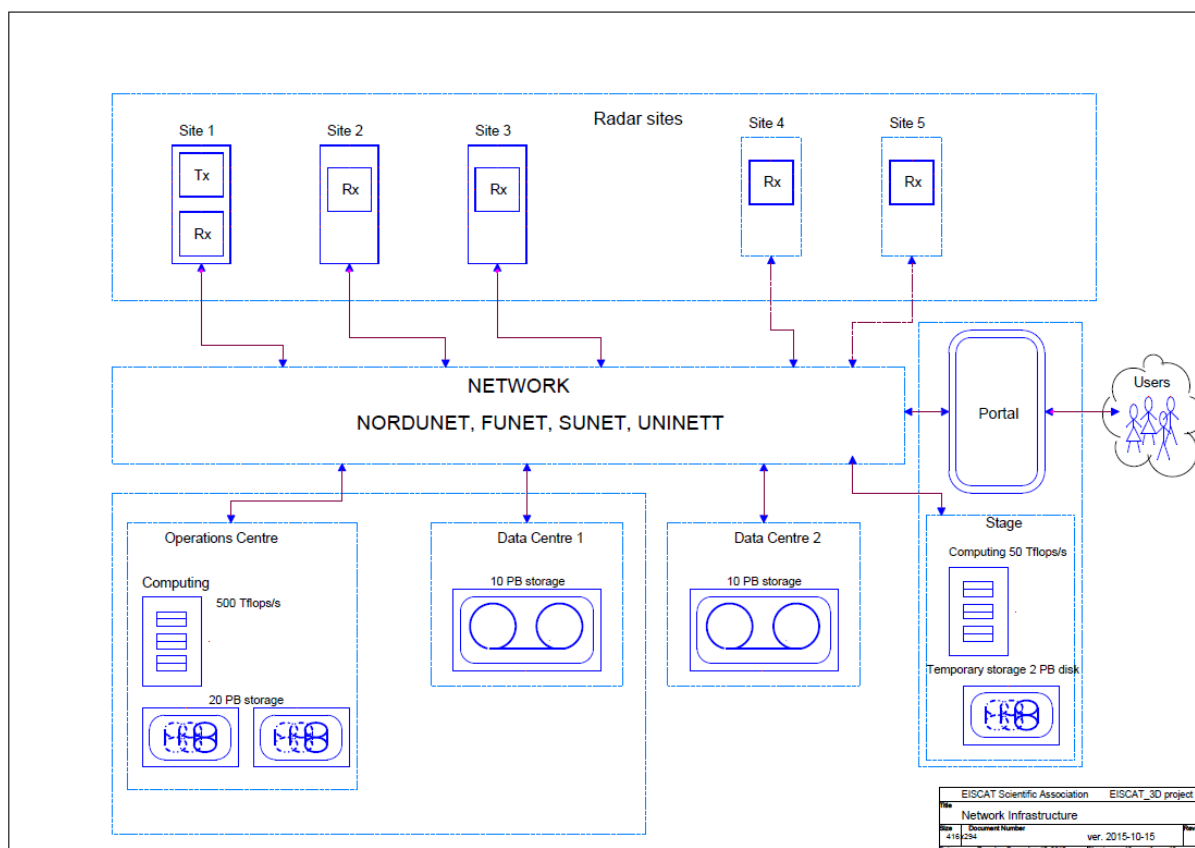 Radar sites
Site 1
Site 2
Site 3
Site 4
Site 5
Tx
Rx
Rx
Rx
Rx
Rx
NETWORK
NORDUNET, FUNET, SUNET, UNINETT
Portal
Users
Operations Centre
Computing
500 Tflops/s
20 PB storage
Data Centre 1
10 PB storage
Data Centre 2
10 PB storage
Stage
Computing 50 Tflops/s
Temporary storage 2 PB disk
EISCAT Scientific Association EISCAT_3D project
Title
Network Infrastructure
Size Document Number Rev
416x294 ver. 2015-10-15